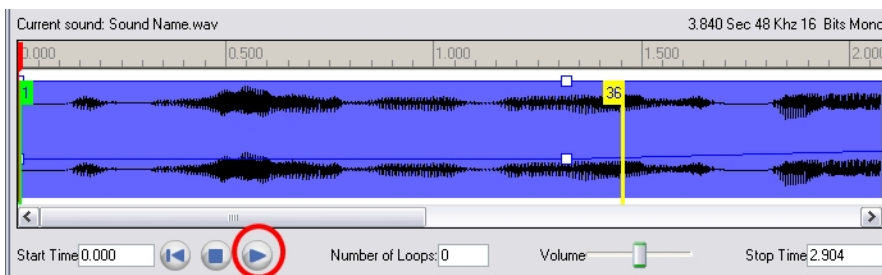 Current sound: Sound Name.wav 3.840 Sec 48 Khz 16 Bits Mono
0.000 0.500 1.000 1.500 2.000
1 36
Start Time 0.000 Number of Loops: 0 Volume Stop Time 2.904